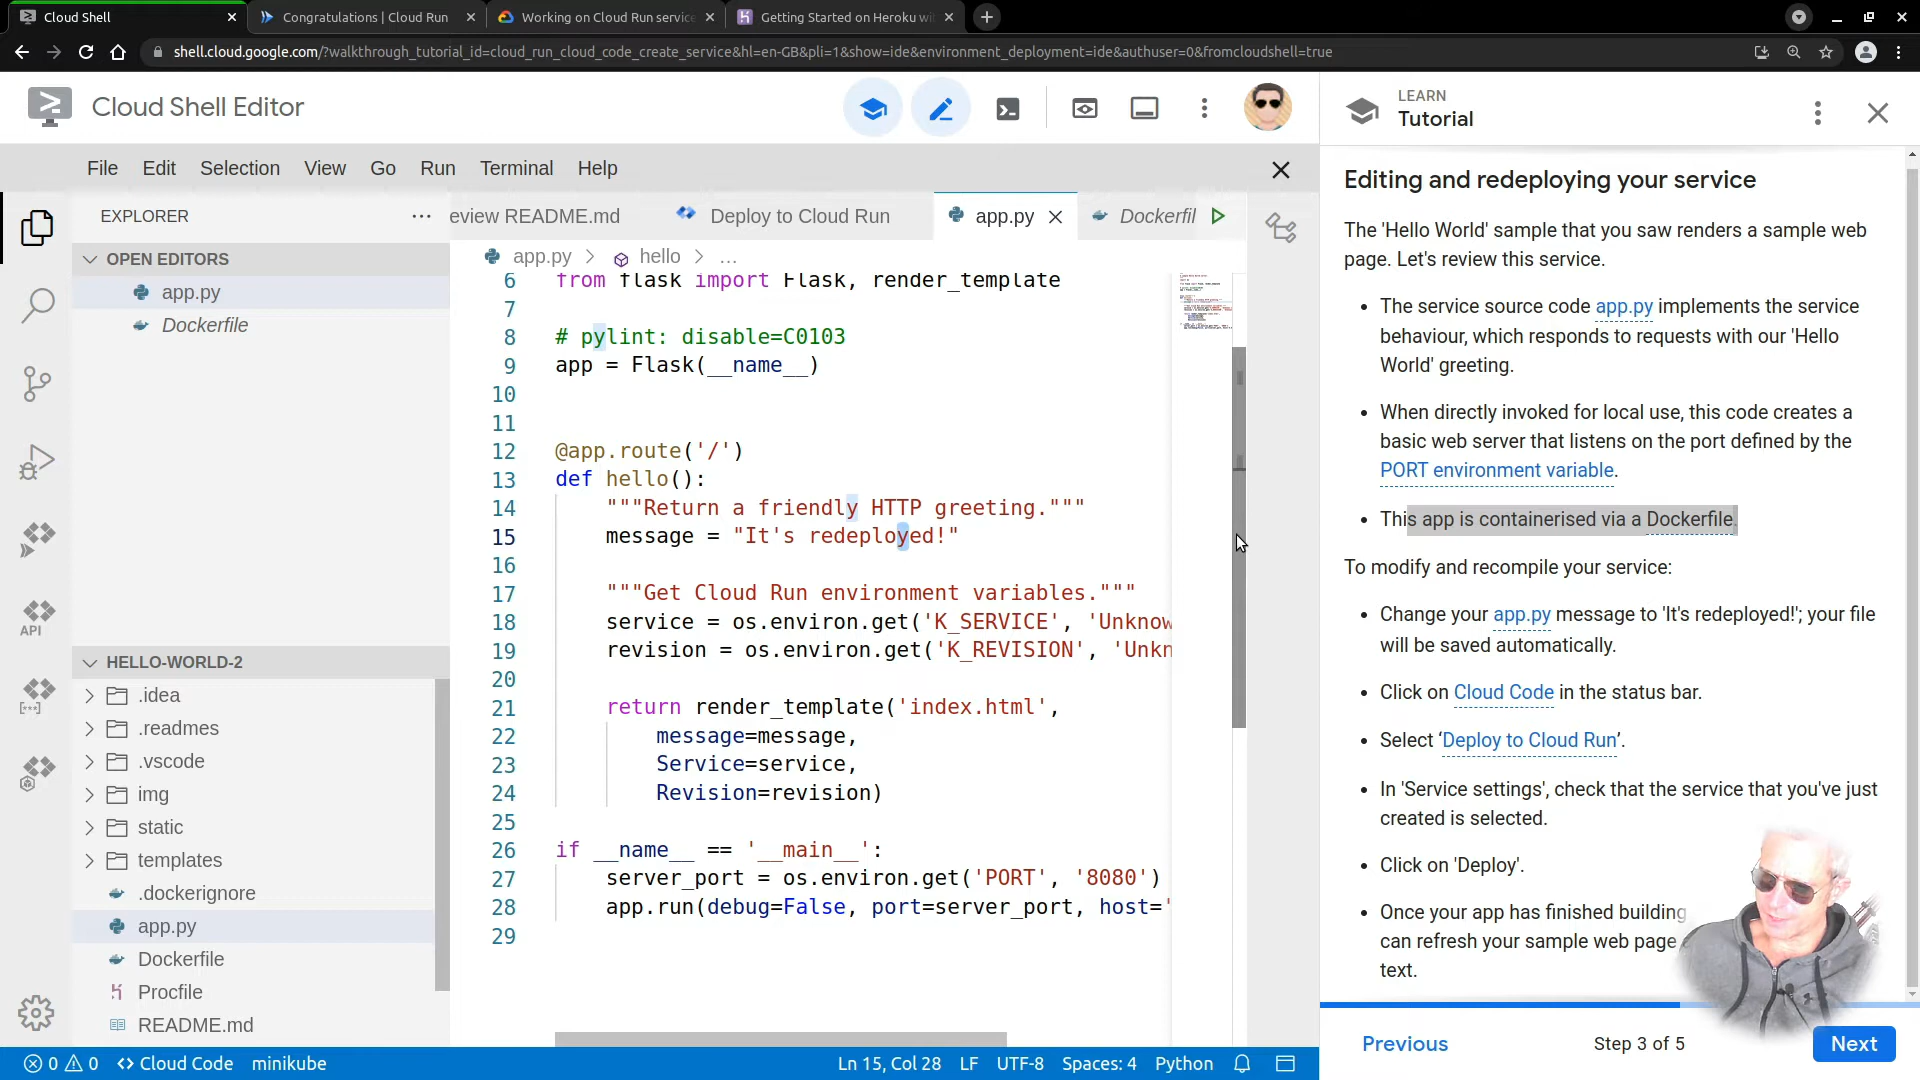 Cloud Shell
Congratulations | Cloud Run
Working on Cloud Run service
Getting Started on Heroku wi
shell.cloud.google.com/?walkthrough_tutorial_id=cloud_run_cloud_code_create_service&hl=en-GB&pli=1&show=ide&environment_deployment=ide&authuser=0&fromcloudshell=true
Cloud Shell Editor
File Edit Selection View Go Run Terminal Help
EXPLORER
OPEN EDITORS
app.py
Dockerfile
HELLO-WORLD-2
.idea
.readmes
.vscode
img
static
templates
.dockerignore
app.py
Dockerfile
Procfile
README.md
eview README.md
Deploy to Cloud Run
app.py
Dockerfil
app.py > hello > ...
6 from flask import Flask, render_template
7
8 # pylint: disable=C0103
9 app = Flask(__name__)
10
11
12 @app.route('/')
13 def hello():
14 """Return a friendly HTTP greeting."""
15 message = "It's redeployed!"
16
17 """Get Cloud Run environment variables."""
18 service = os.environ.get('K_SERVICE', 'Unknow
19 revision = os.environ.get('K_REVISION', 'Unkn
20
21 return render_template('index.html',
22 message=message,
23 Service=service,
24 Revision=revision)
25
26 if __name__ == '__main__':
27 server_port = os.environ.get('PORT', '8080')
28 app.run(debug=False, port=server_port, host='
29
API
0 0 Cloud Code minikube
Ln 15, Col 28 LF UTF-8 Spaces: 4 Python
LEARN
Tutorial
Editing and redeploying your service
The 'Hello World' sample that you saw renders a sample web
page. Let's review this service.
• The service source code app.py implements the service
behaviour, which responds to requests with our 'Hello
World' greeting.
• When directly invoked for local use, this code creates a
basic web server that listens on the port defined by the
PORT environment variable.
• This app is containerised via a Dockerfile.
To modify and recompile your service:
• Change your app.py message to 'It's redeployed!'; your file
will be saved automatically.
• Click on Cloud Code in the status bar.
• Select ‘Deploy to Cloud Run’.
• In 'Service settings', check that the service that you've just
created is selected.
• Click on 'Deploy'.
• Once your app has finished building
can refresh your sample web page
text.
Previous
Step 3 of 5
Next